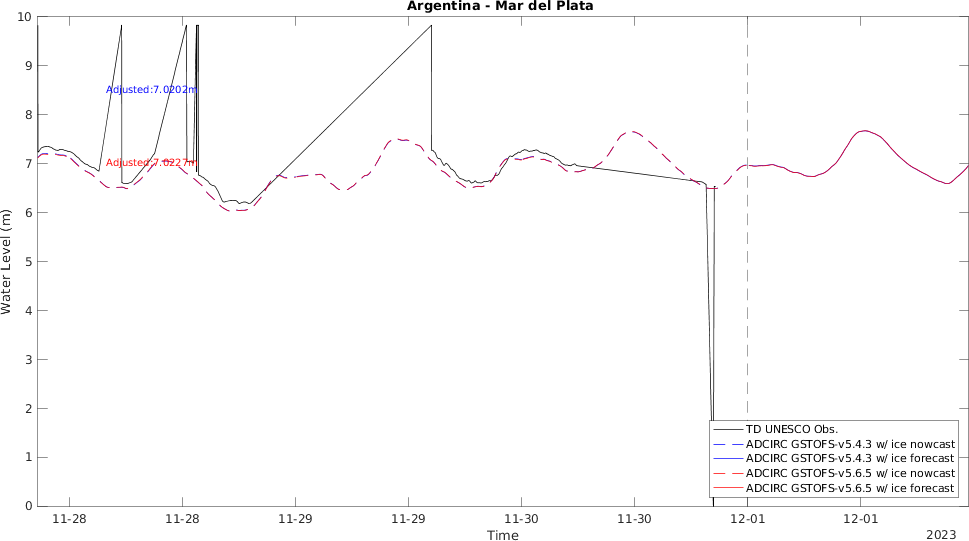 Argentina - Mar del Plata
10
9
8
7
6
5
4
3
2
1
0
Water Level (m)
Adjusted:7.0202m
Adjusted:7.0227m
TD UNESCO Obs.
ADCIRC GSTOFS-v5.4.3 w/ ice nowcast
ADCIRC GSTOFS-v5.4.3 w/ ice forecast
ADCIRC GSTOFS-v5.6.5 w/ ice nowcast
ADCIRC GSTOFS-v5.6.5 w/ ice forecast
11-28 11-28 11-29 11-29 11-30 11-30 12-01 12-01
Time
2023